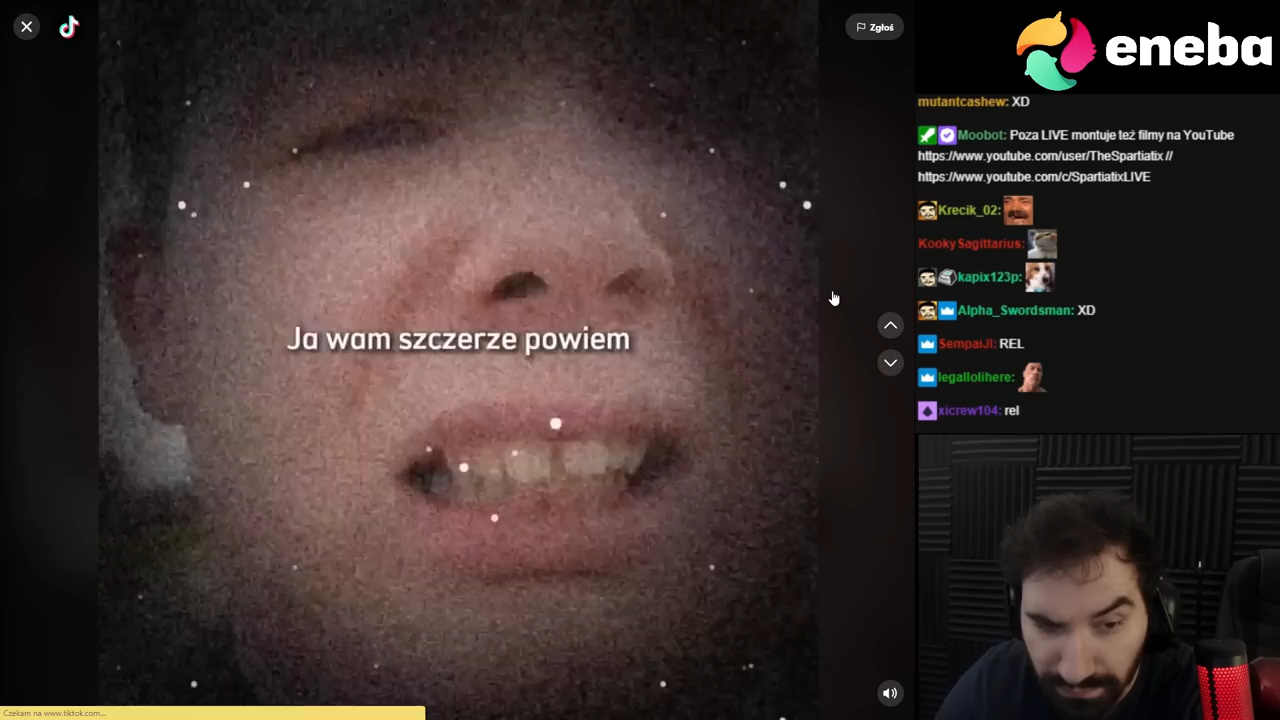 Zgłoś
Ja wam szczerze powiem
Czekam na www.tiktok.com...
eneba
mutantcashew: XD
Moobot: Poza LIVE montuje też filmy na YouTube
https://www.youtube.com/user/TheSpartiatix //
https://www.youtube.com/c/SpartiatixLIVE
Krecik_02:
KookySagittarius:
kapix123p:
Alpha_Swordsman: XD
SempaiJI: REL
legallolihere:
xicrew104: rel